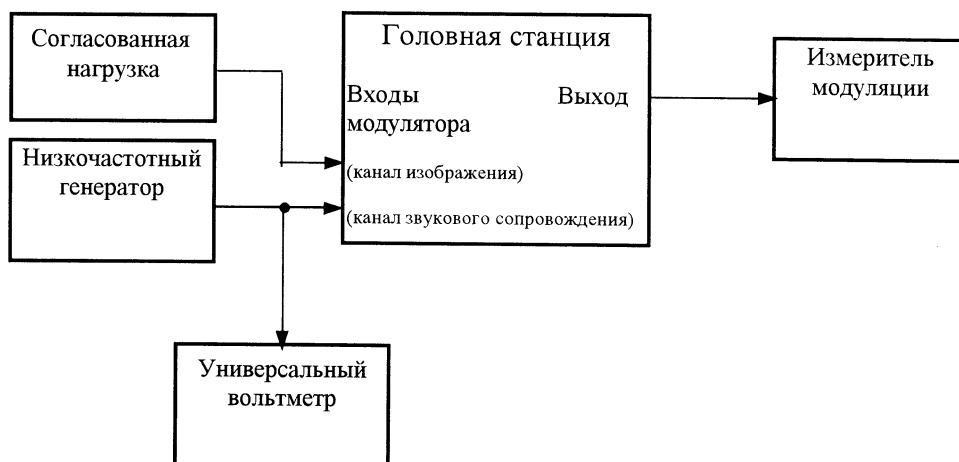 Согласованная
нагрузка
Низкочастотный
генератор
Головная станция
Входы
модулятора
Выход
(канал изображения)
(канал звукового сопровождения)
Измеритель
модуляции
Универсальный
вольтметр